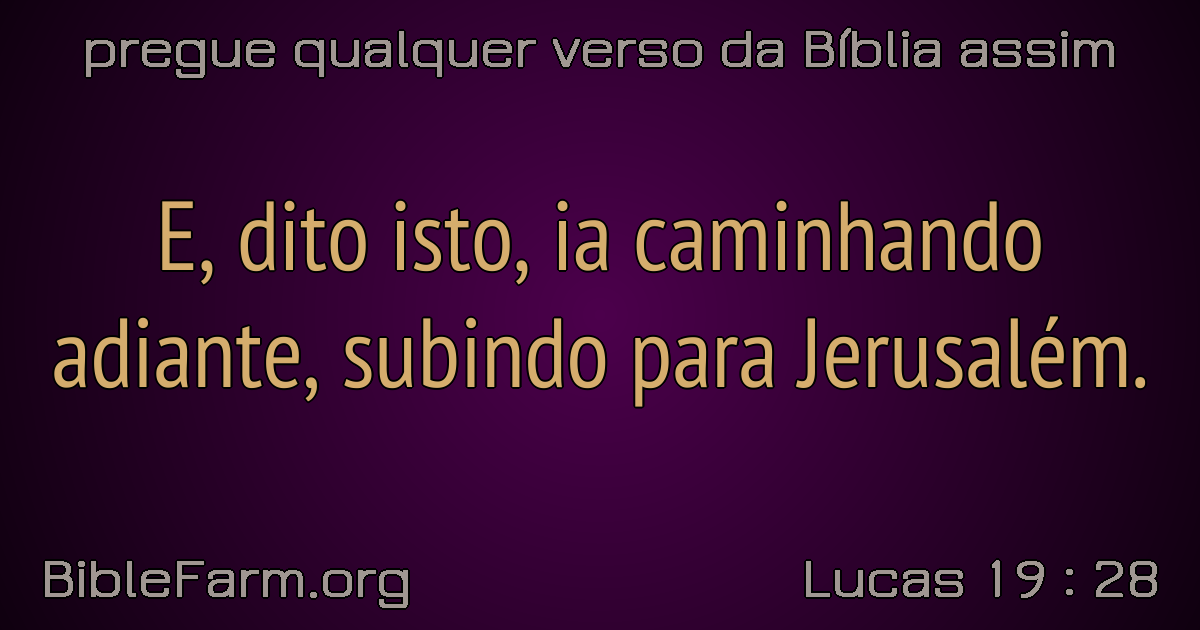 pregue qualquer verso da Bíblia assim
E, dito isto, ia caminhando
adiante, subindo para Jerusalém.
BibleFarm.org
Lucas 19 : 28